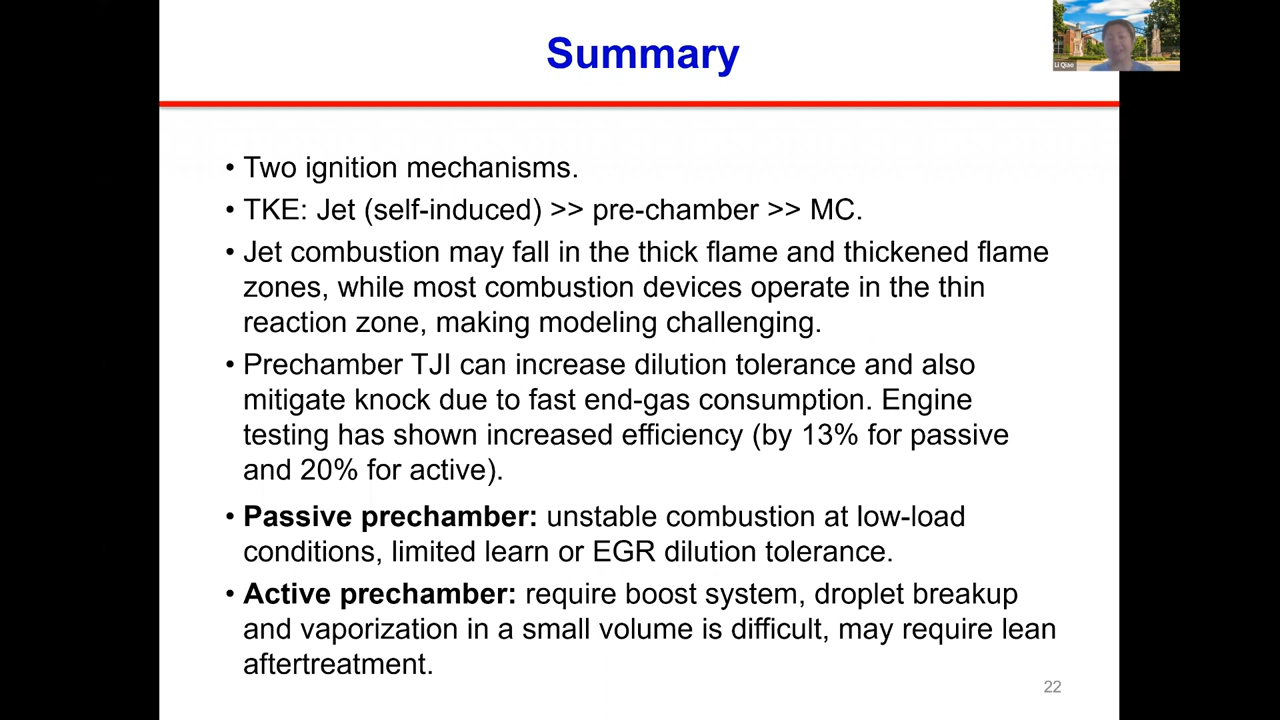 Summary
Li Qiao
• Two ignition mechanisms.
• TKE: Jet (self-induced) >> pre-chamber >> MC.
• Jet combustion may fall in the thick flame and thickened flame
zones, while most combustion devices operate in the thin
reaction zone, making modeling challenging.
• Prechamber TJI can increase dilution tolerance and also
mitigate knock due to fast end-gas consumption. Engine
testing has shown increased efficiency (by 13% for passive
and 20% for active).
• Passive prechamber: unstable combustion at low-load
conditions, limited learn or EGR dilution tolerance.
• Active prechamber: require boost system, droplet breakup
and vaporization in a small volume is difficult, may require lean
aftertreatment.
22